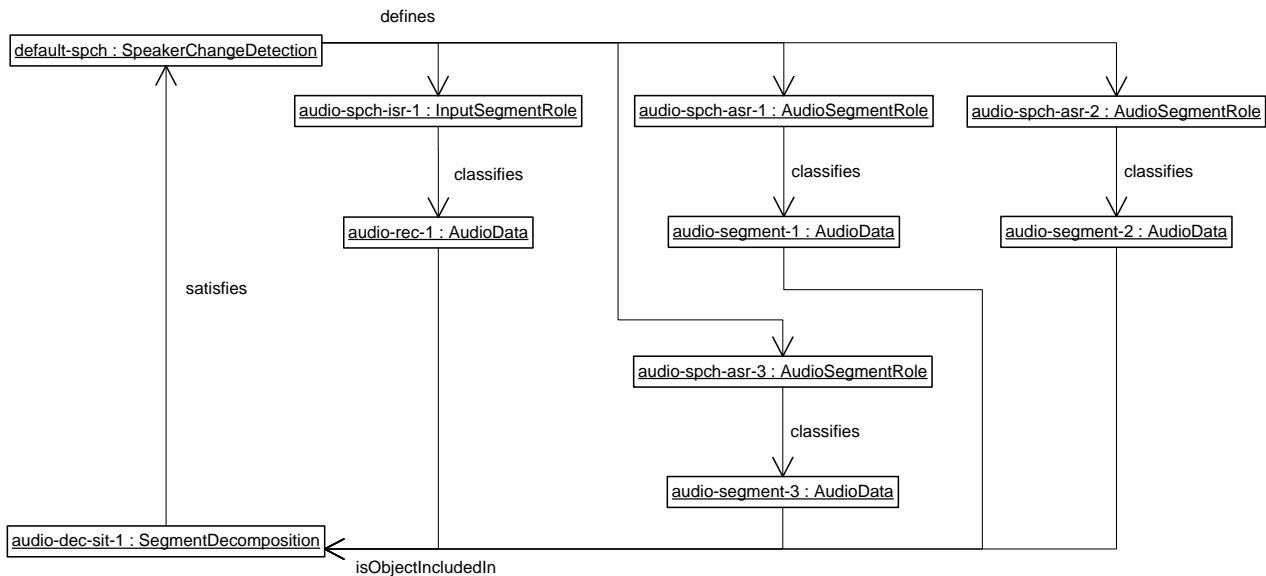 defines
default-spch : SpeakerChangeDetection
audio-spch-isr-1 : InputSegmentRole
audio-spch-asr-1 : AudioSegmentRole
audio-spch-asr-2 : AudioSegmentRole
classifies
classifies
classifies
audio-rec-1 : AudioData
audio-segment-1 : AudioData
audio-segment-2 : AudioData
satisfies
audio-spch-asr-3 : AudioSegmentRole
classifies
audio-segment-3 : AudioData
audio-dec-sit-1 : SegmentDecomposition
isObjectIncludedIn